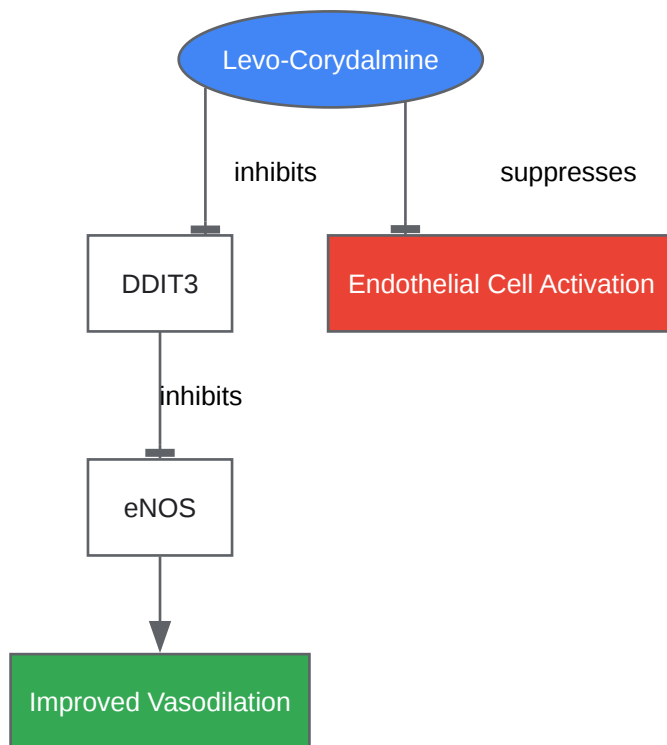 Levo-Corydalmine
inhibits
suppresses
DDIT3
Endothelial Cell Activation
inhibits
eNOS
Improved Vasodilation